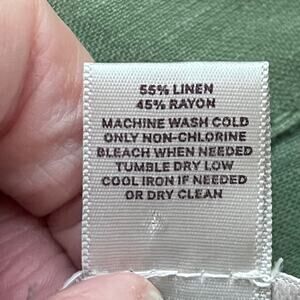 55% LINEN
45% RAYON
MACHINE WASH COLD
ONLY NON-CHLORINE
BLEACH WHEN NEEDED
TUMBLE DRY LOW
COOL IRON IF NEEDED
OR DRY CLEAN